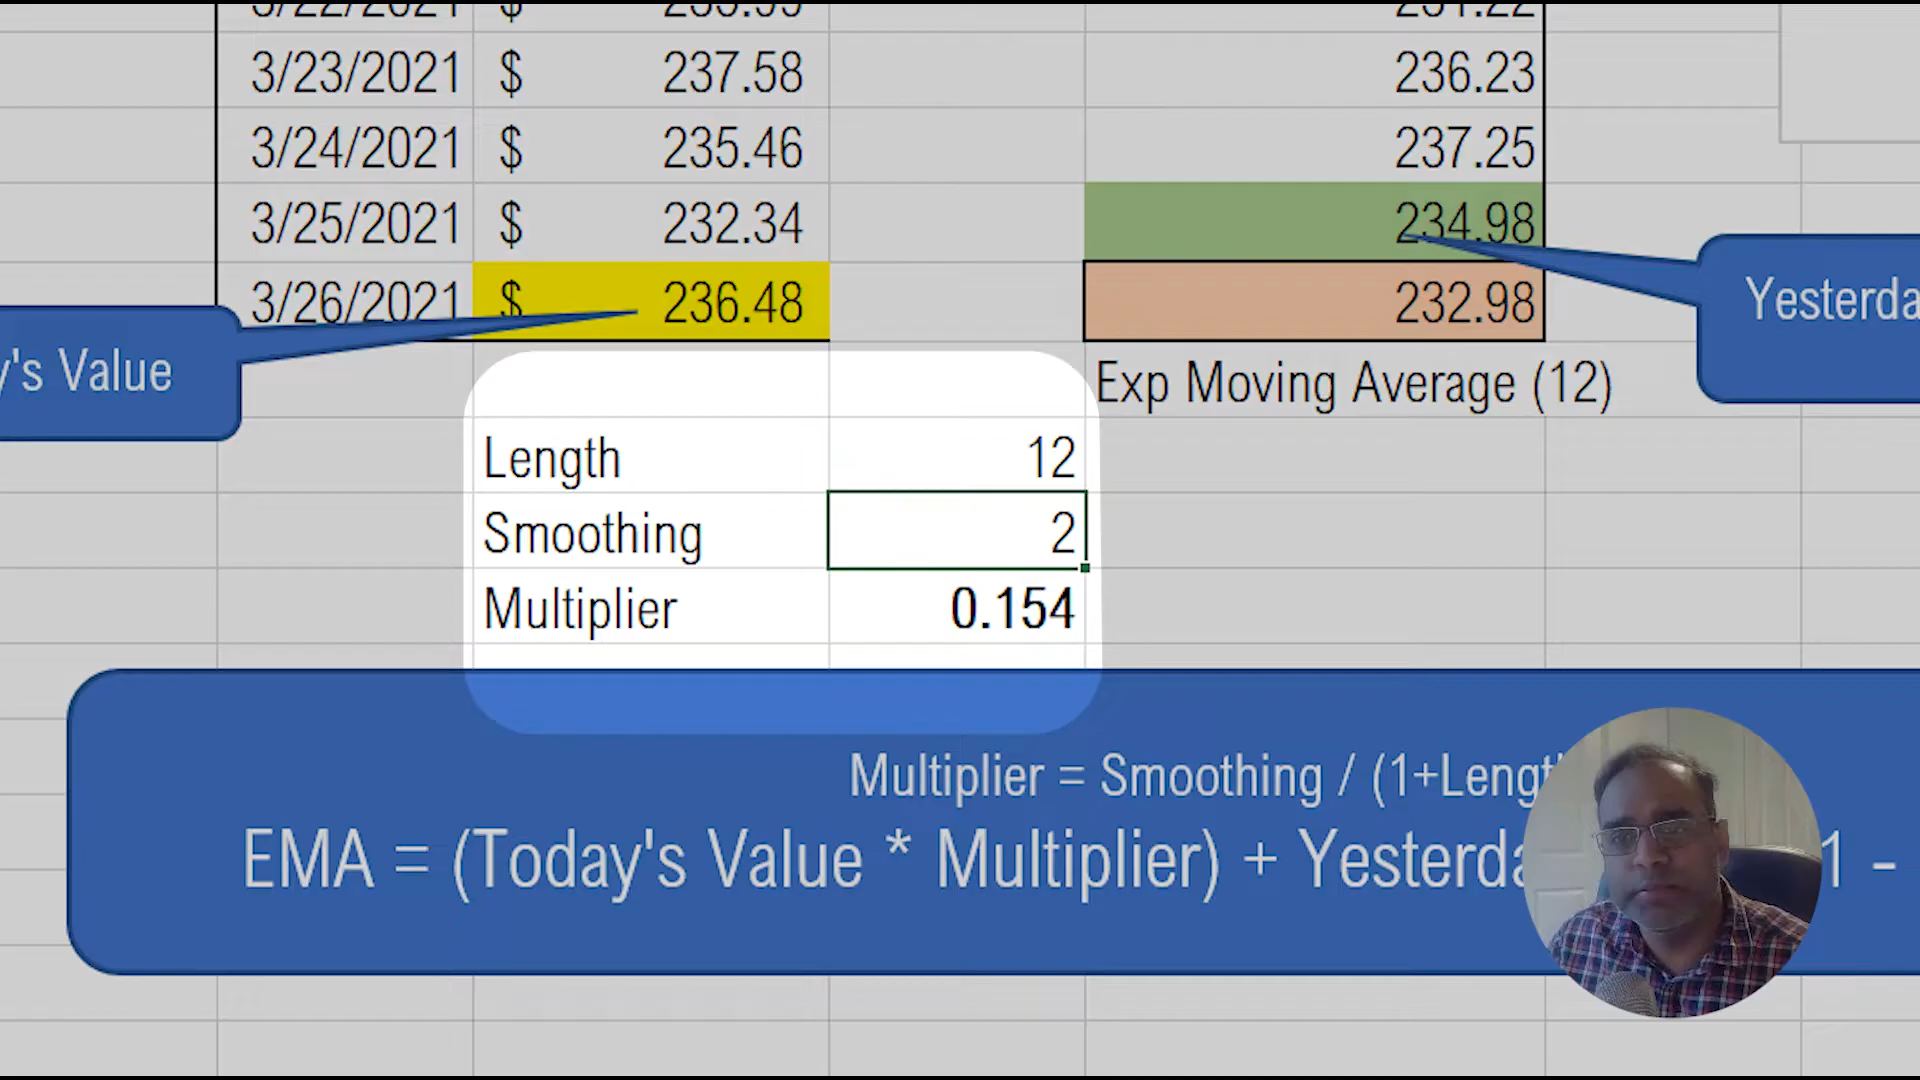 3/23/2021 $ 237.58 236.23
3/24/2021 $ 235.46 237.25
3/25/2021 $ 232.34 234.98
3/26/2021 $ 236.48 232.98
Yesterda
y's Value
Exp Moving Average (12)
Length 12
Smoothing 2
Multiplier 0.154
Multiplier = Smoothing / (1+Lengt
EMA = (Today's Value * Multiplier) + Yesterda 1 -